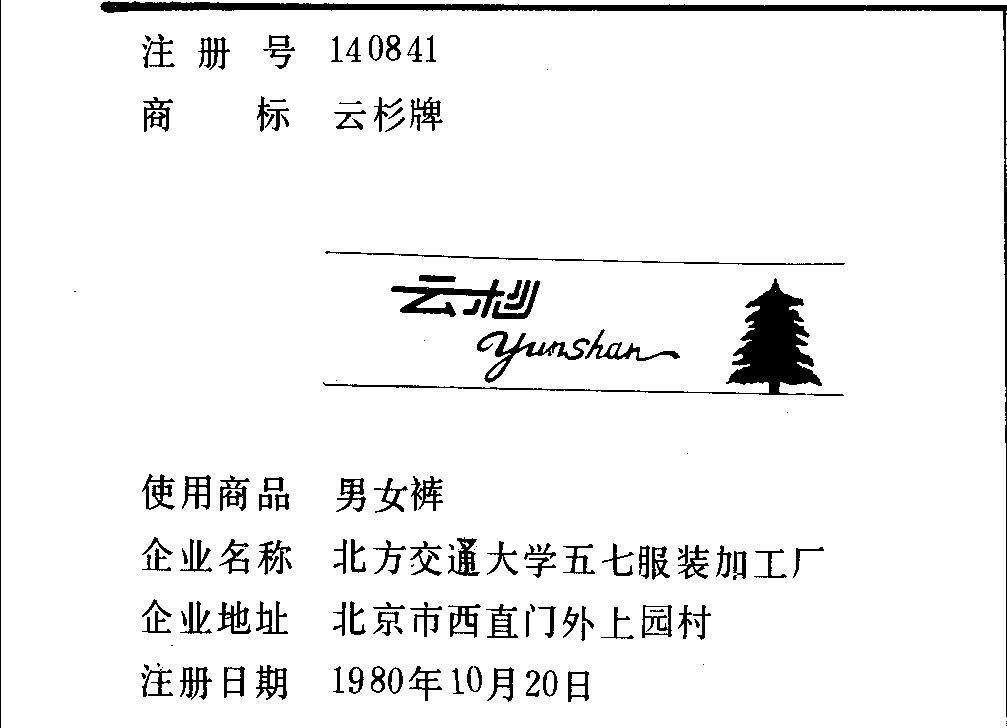 注册号 140841
商标 云杉牌
云杉
Yunshan
使用商品 男女裤
企业名称 北方交通大学五七服装加工厂
企业地址 北京市西直门外上园村
注册日期 1980年10月20日